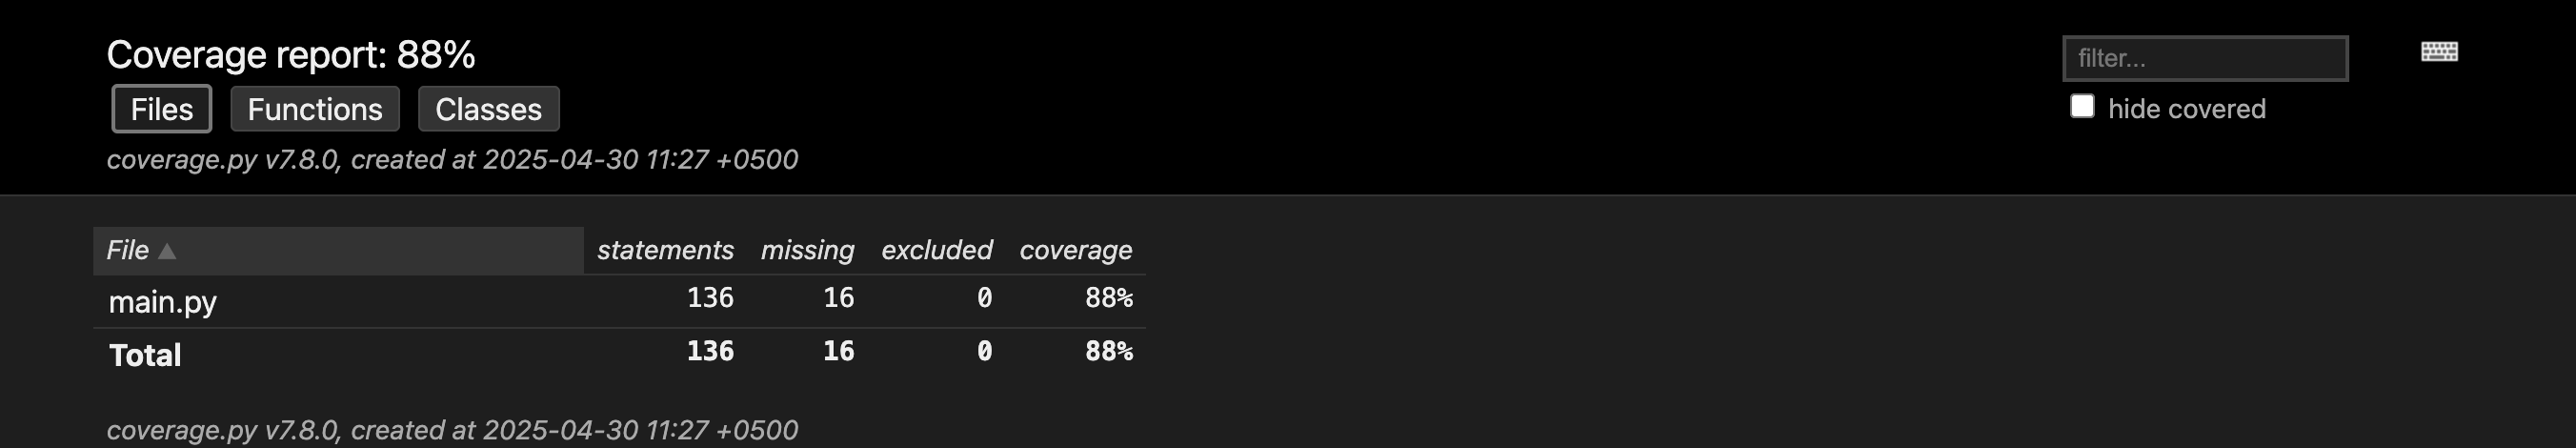 Coverage report: 88%
filter...
Files Functions Classes
hide covered
coverage.py v7.8.0, created at 2025-04-30 11:27 +0500
File ▲ statements missing excluded coverage
main.py 136 16 0 88%
Total 136 16 0 88%
coverage.py v7.8.0, created at 2025-04-30 11:27 +0500